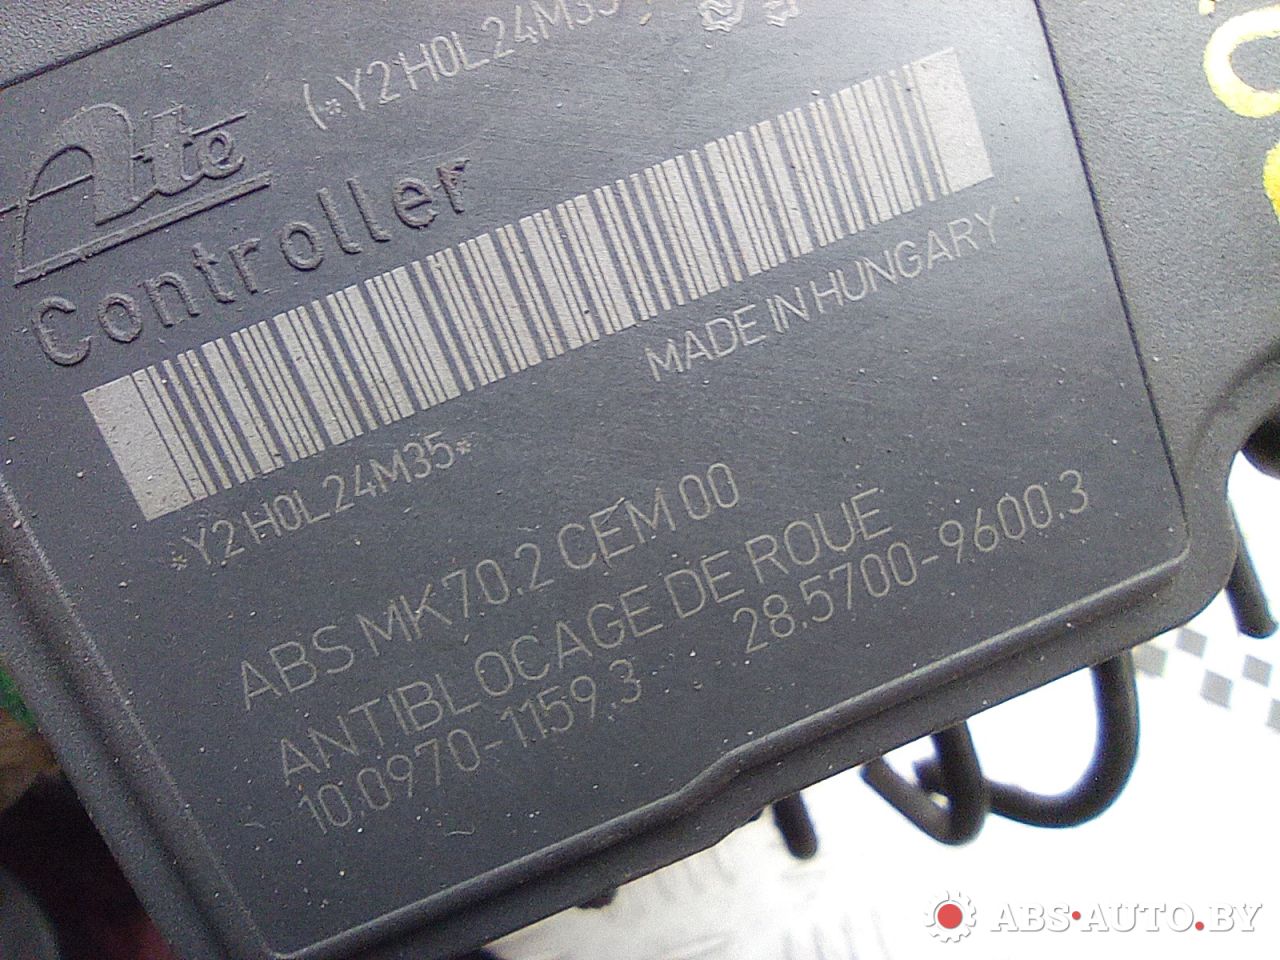 (*Y2H0L24M35
Ate
Controller
MADE IN HUNGARY
*Y2H0L24M35*
ABS MK70.2 CEM 00
ANTIBLOCAGE DE ROUE
10.0970-1159.3 28.5700-9600.3
ABS-AUTO.BY